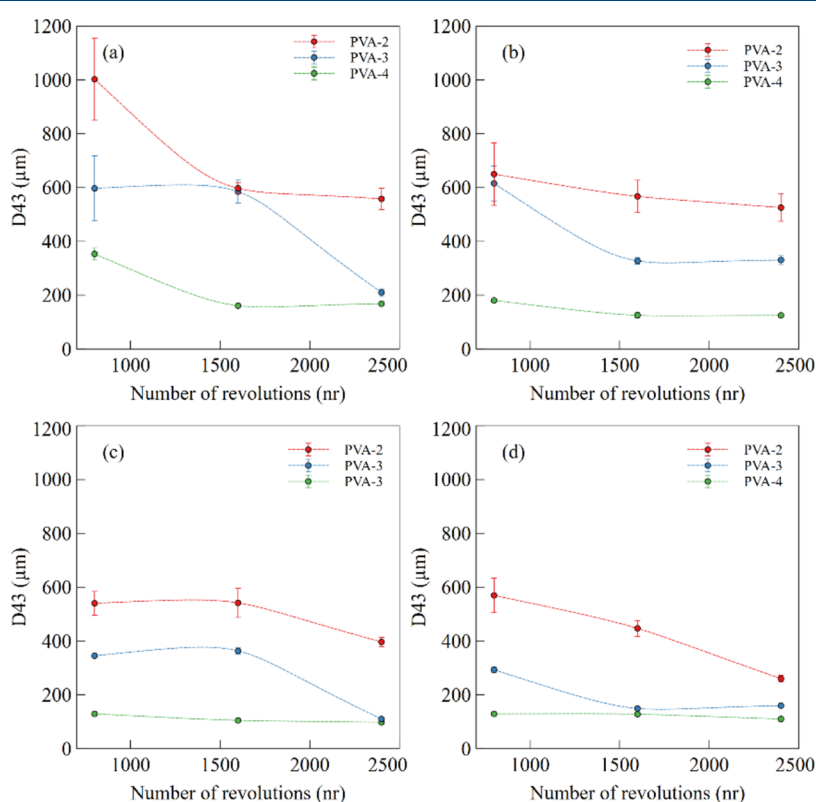 (a)
PVA-2
PVA-3
PVA-4
1200
1000
800
600
400
200
0
D43 (μm)
1000 1500 2000 2500
Number of revolutions (nr)
(b)
PVA-2
PVA-3
PVA-4
1200
1000
800
600
400
200
0
D43 (μm)
1000 1500 2000 2500
Number of revolutions (nr)
(c)
PVA-2
PVA-3
PVA-3
1200
1000
800
600
400
200
0
D43 (μm)
1000 1500 2000 2500
Number of revolutions (nr)
(d)
PVA-2
PVA-3
PVA-4
1200
1000
800
600
400
200
0
D43 (μm)
1000 1500 2000 2500
Number of revolutions (nr)